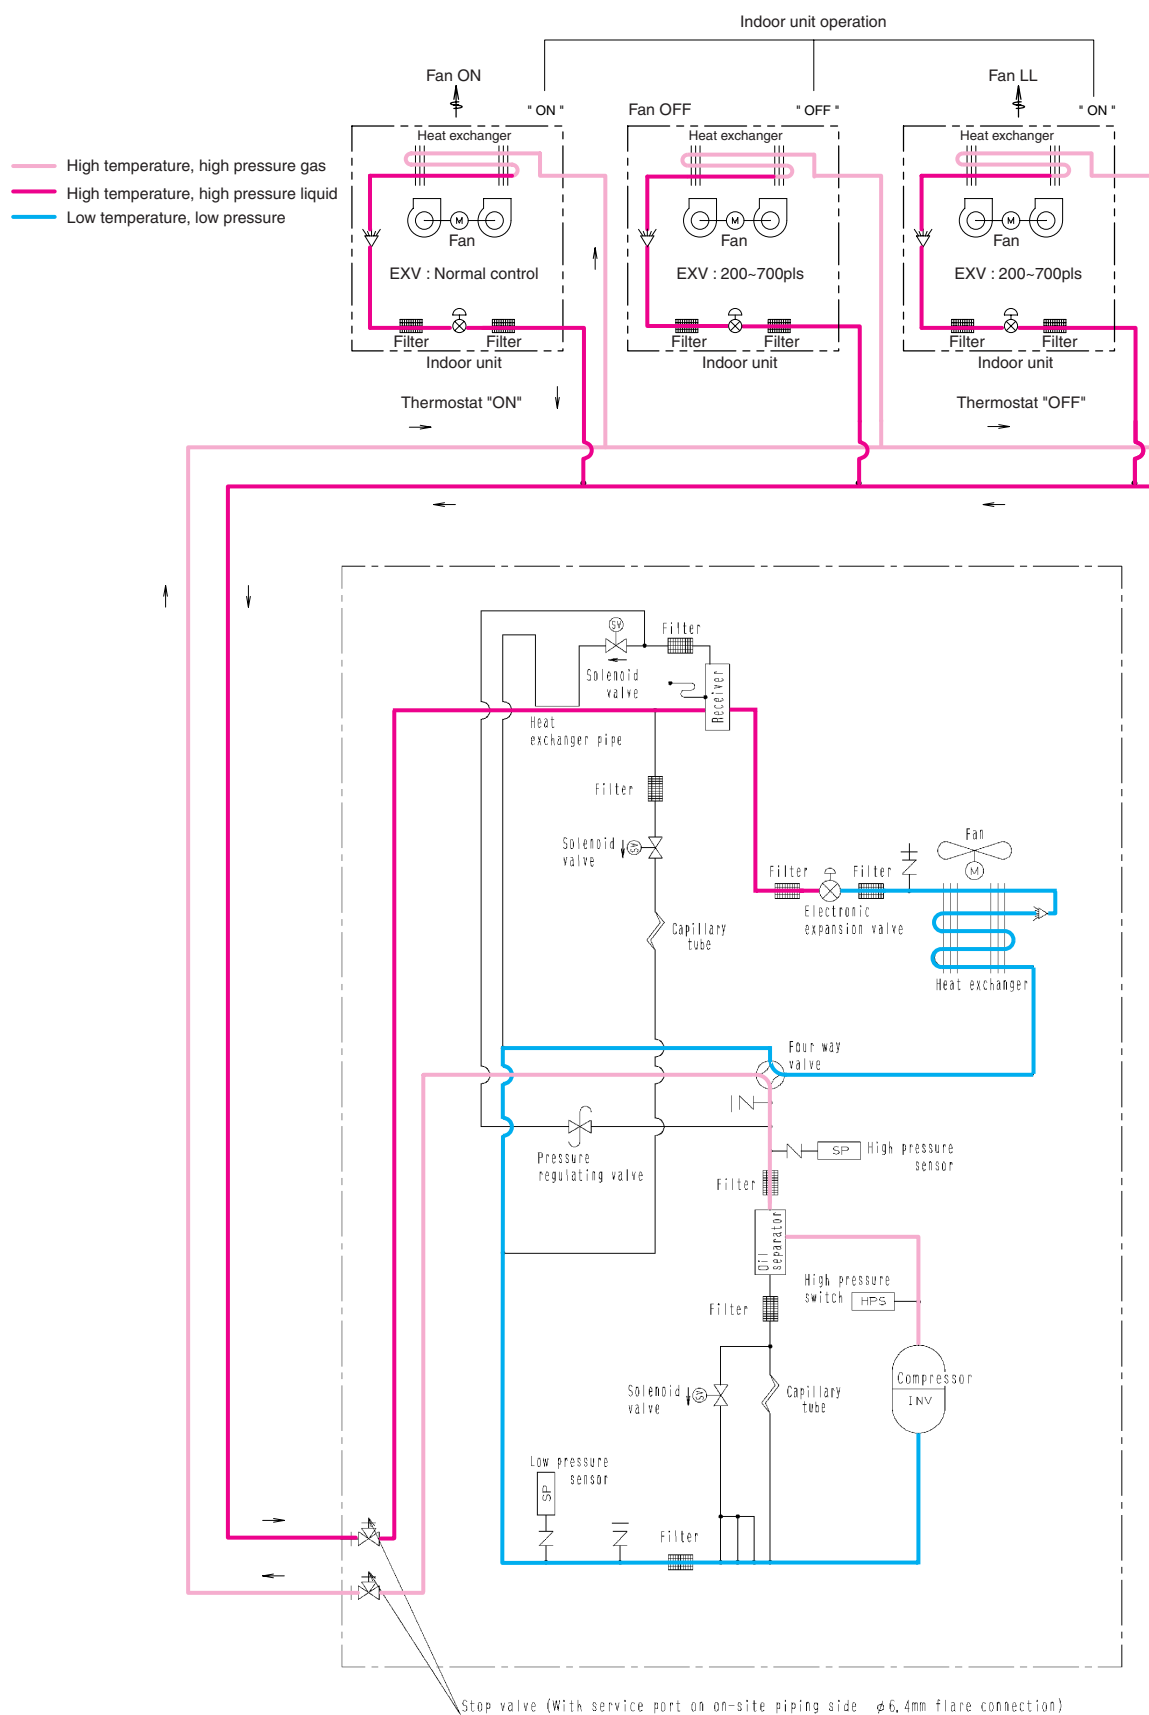 Indoor unit operation
Fan ON
" ON "
Fan OFF
" OFF "
Fan LL
" ON "
Heat exchanger
Heat exchanger
Heat exchanger
High temperature, high pressure gas
High temperature, high pressure liquid
Low temperature, low pressure
M
M
M
Fan
Fan
Fan
EXV : Normal control
EXV : 200~700pls
EXV : 200~700pls
Filter
Filter
Filter
Filter
Filter
Filter
Indoor unit
Indoor unit
Indoor unit
Thermostat "ON"
Thermostat "OFF"
SV
Filter
Solenoid
valve
Receiver
Heat
exchanger pipe
Filter
Solenoid
valve
SV
Fan
M
Filter
Filter
Electronic
expansion valve
Capillary
tube
Heat exchanger
Four way
valve
Pressure
regulating valve
SP
High pressure
sensor
Filter
Oil
separator
High pressure
switch
HPS
Filter
Compressor
INV
Solenoid
valve
SV
Capillary
tube
Low pressure
sensor
SP
Filter
Stop valve (With service port on on-site piping side φ6,4mm flare connection)